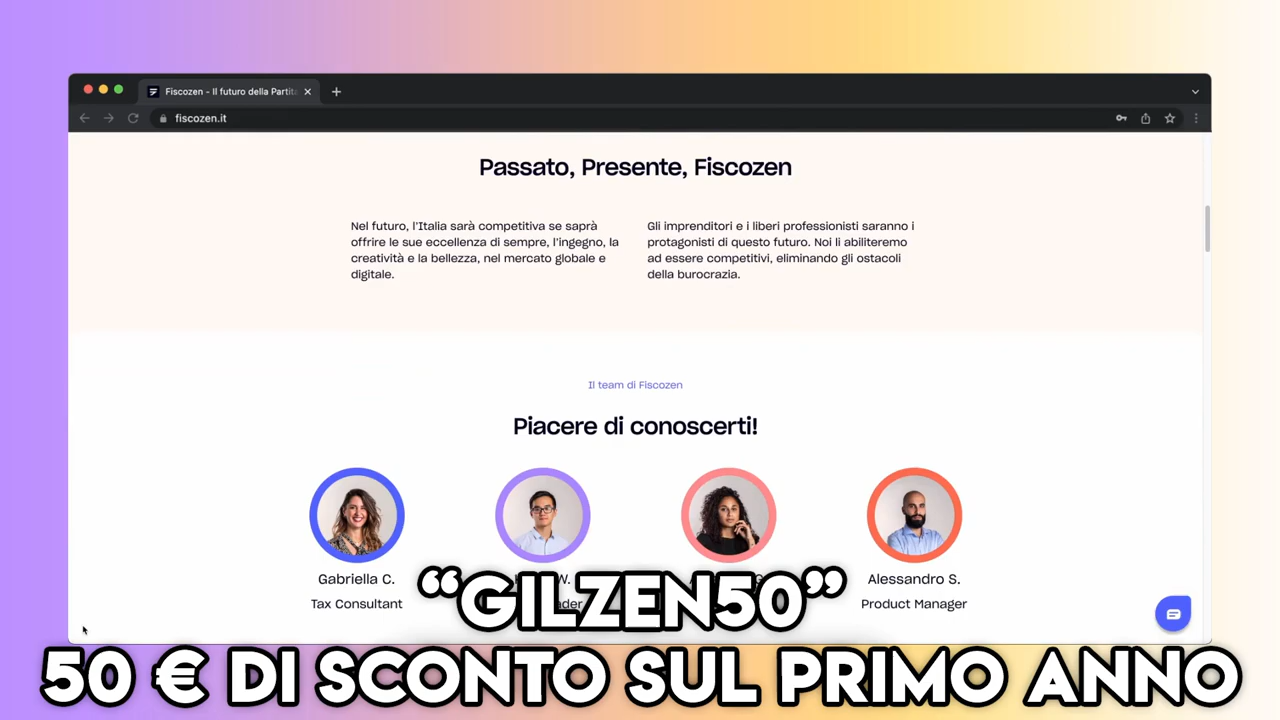 Fiscozen - Il futuro della Partita
fiscozen.it
Passato, Presente, Fiscozen
Nel futuro, l'Italia sarà competitiva se saprà
offrire le sue eccellenza di sempre, l'ingegno, la
creatività e la bellezza, nel mercato globale e
digitale.
Gli imprenditori e i liberi professionisti saranno i
protagonisti di questo futuro. Noi li abiliteremo
ad essere competitivi, eliminando gli ostacoli
della burocrazia.
Il team di Fiscozen
Piacere di conoscerti!
Gabriella C.
Tax Consultant
Alessandro S.
Product Manager
“GILZEN50”
50 € DI SCONTO SUL PRIMO ANNO